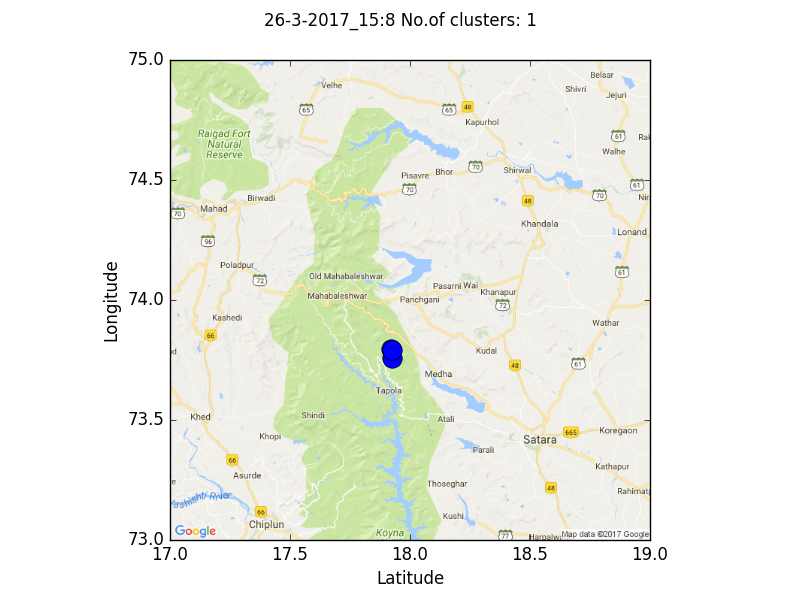 26-3-2017_15:8 No.of clusters: 1
75.0
74.5
74.0
73.5
73.0
17.0 17.5 18.0 18.5 19.0
Longitude
Latitude
Velhe
Belsar
Shivri
Jejuri
65
65
48
Kapurhol
Raigad Fort
Natural
Reserve
61
Walhe
Pisavre
Bhor
70
Shirwal
70
61
70
Birwadi
48
Mahad
70
Khandala
Lonand
96
Poladpur
72
Old Mahabaleshwar
61
Pasarni
Wai
Mahabaleshwar
Panchgani
Khanapur
72
Kashedi
66
Wathar
Kudal
48
61
Medha
Tapola
Khed
Shindi
Atali
665
Koregaon
Khopi
Satara
Parali
66
Kathapur
Asurde
Thoseghar
48
Rahimatp
66
Kushi
Chiplun
Koyna
77
Google
Map data ©2017 Google